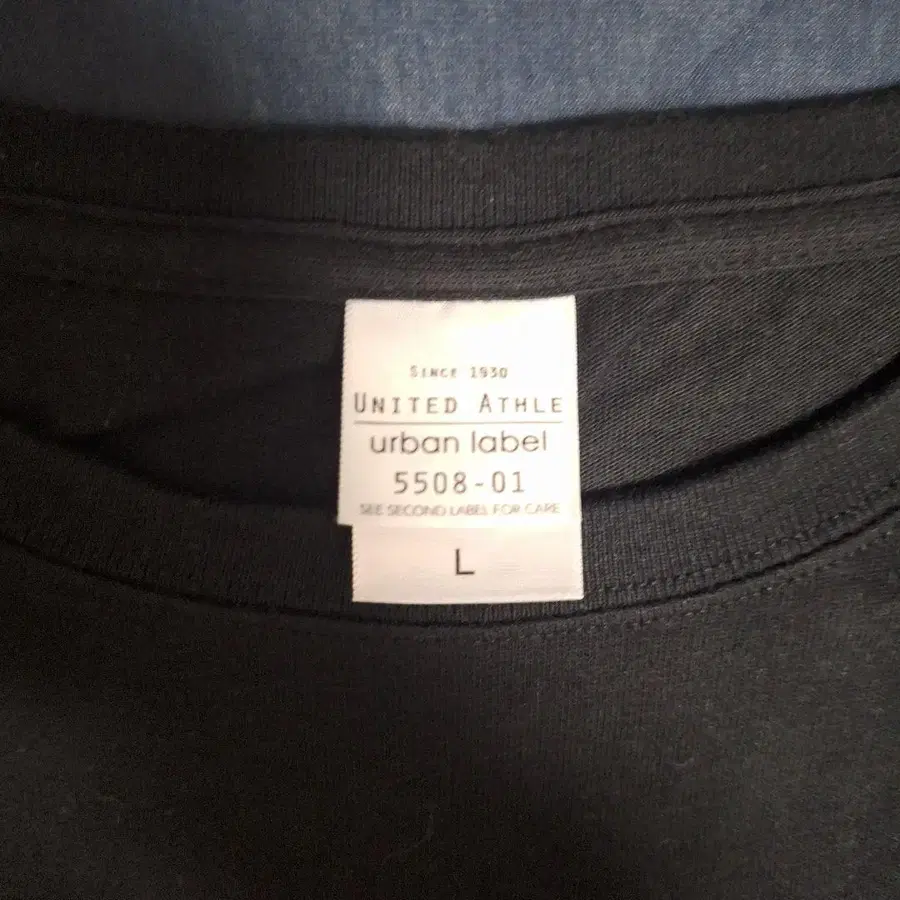 SINCE 1930
UNITED ATHLE
urban label
5508-01
SEE SECOND LABEL FOR CARE
L